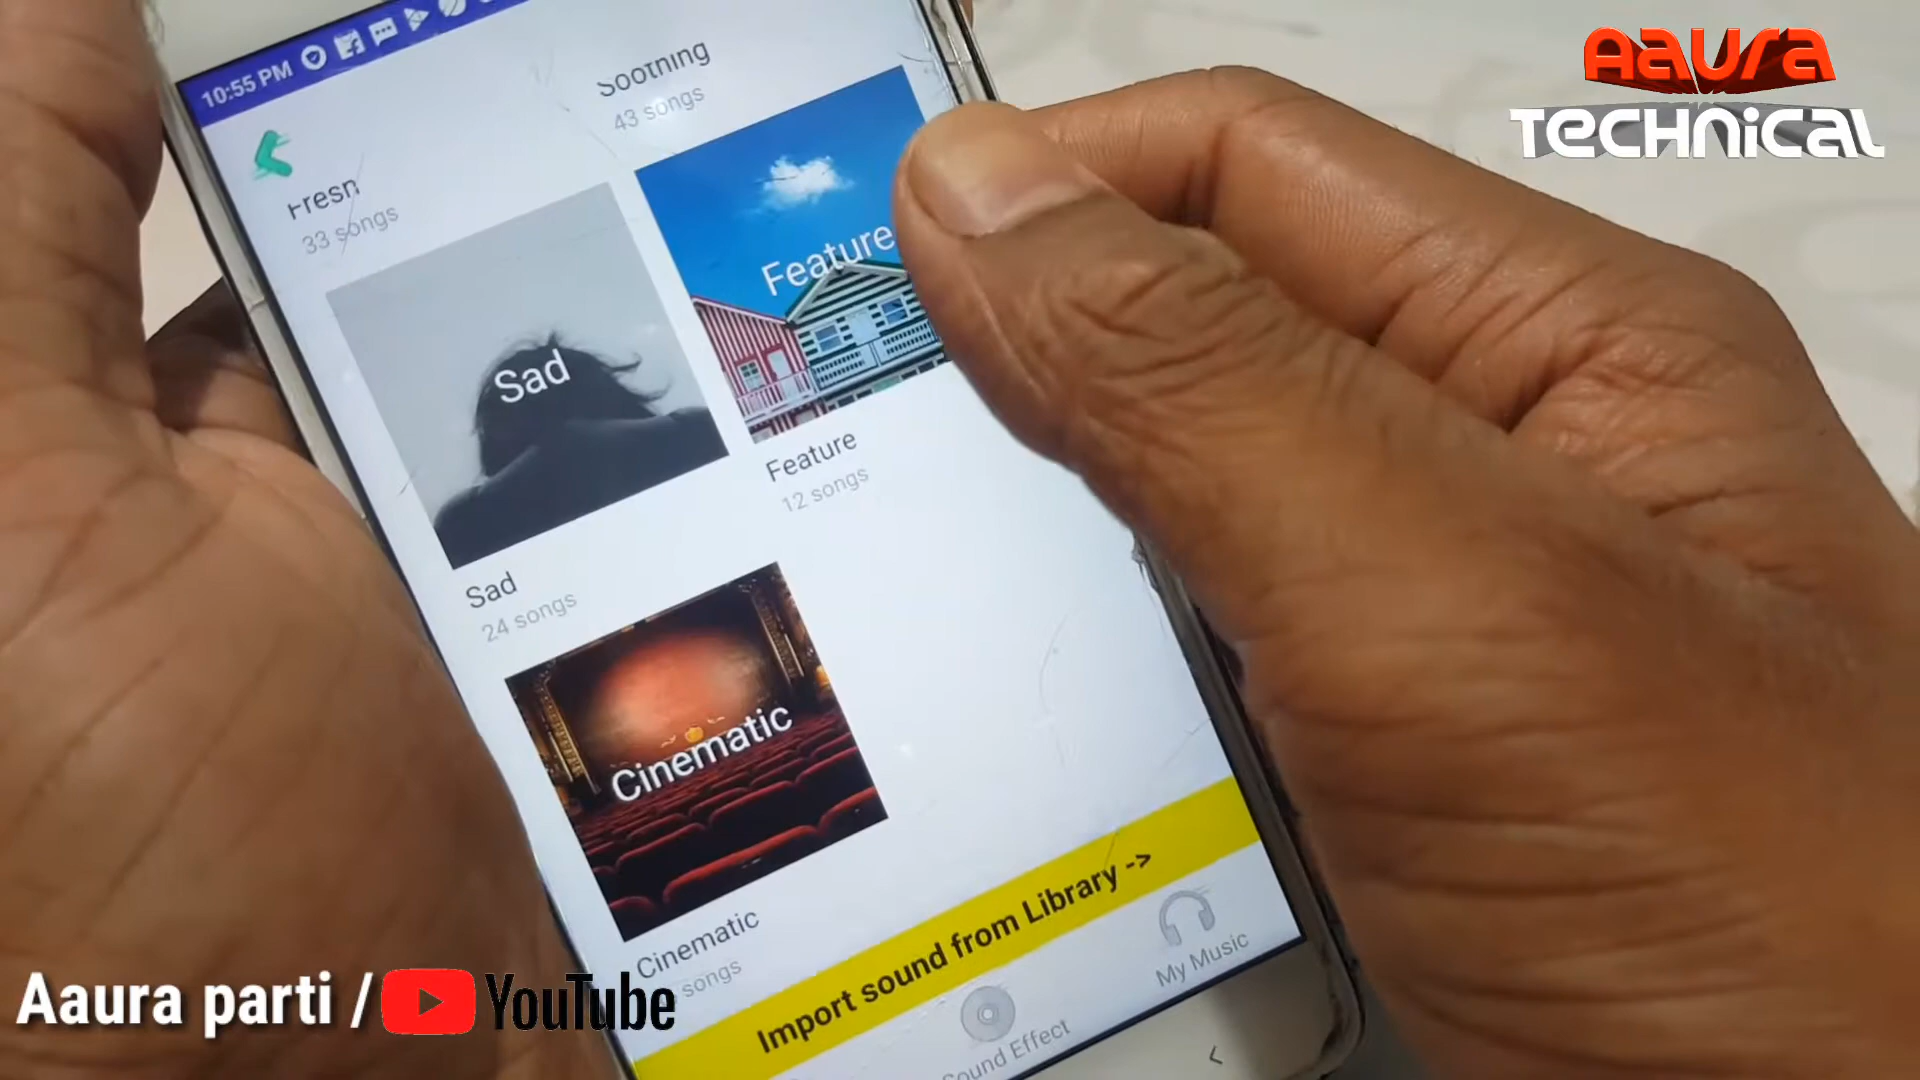 10:55 PM
Aaura
TECHNiCAL
Soothing
43 songs
Fresh
33 songs
Feature
Sad
Feature
12 songs
Sad
24 songs
Cinematic
Cinematic
songs
Import sound from Library ->
My Music
Sound Effect
Aaura parti / YouTube